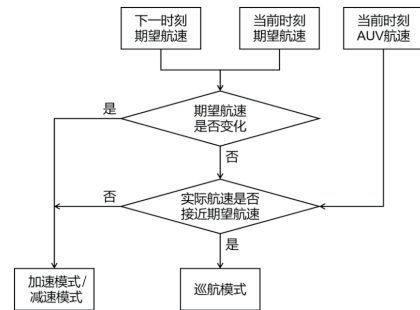 下一时刻
期望航速
当前时刻
期望航速
当前时刻
AUV航速
是
期望航速
是否变化
否
否
实际航速是否
接近期望航速
是
加速模式/
减速模式
巡航模式